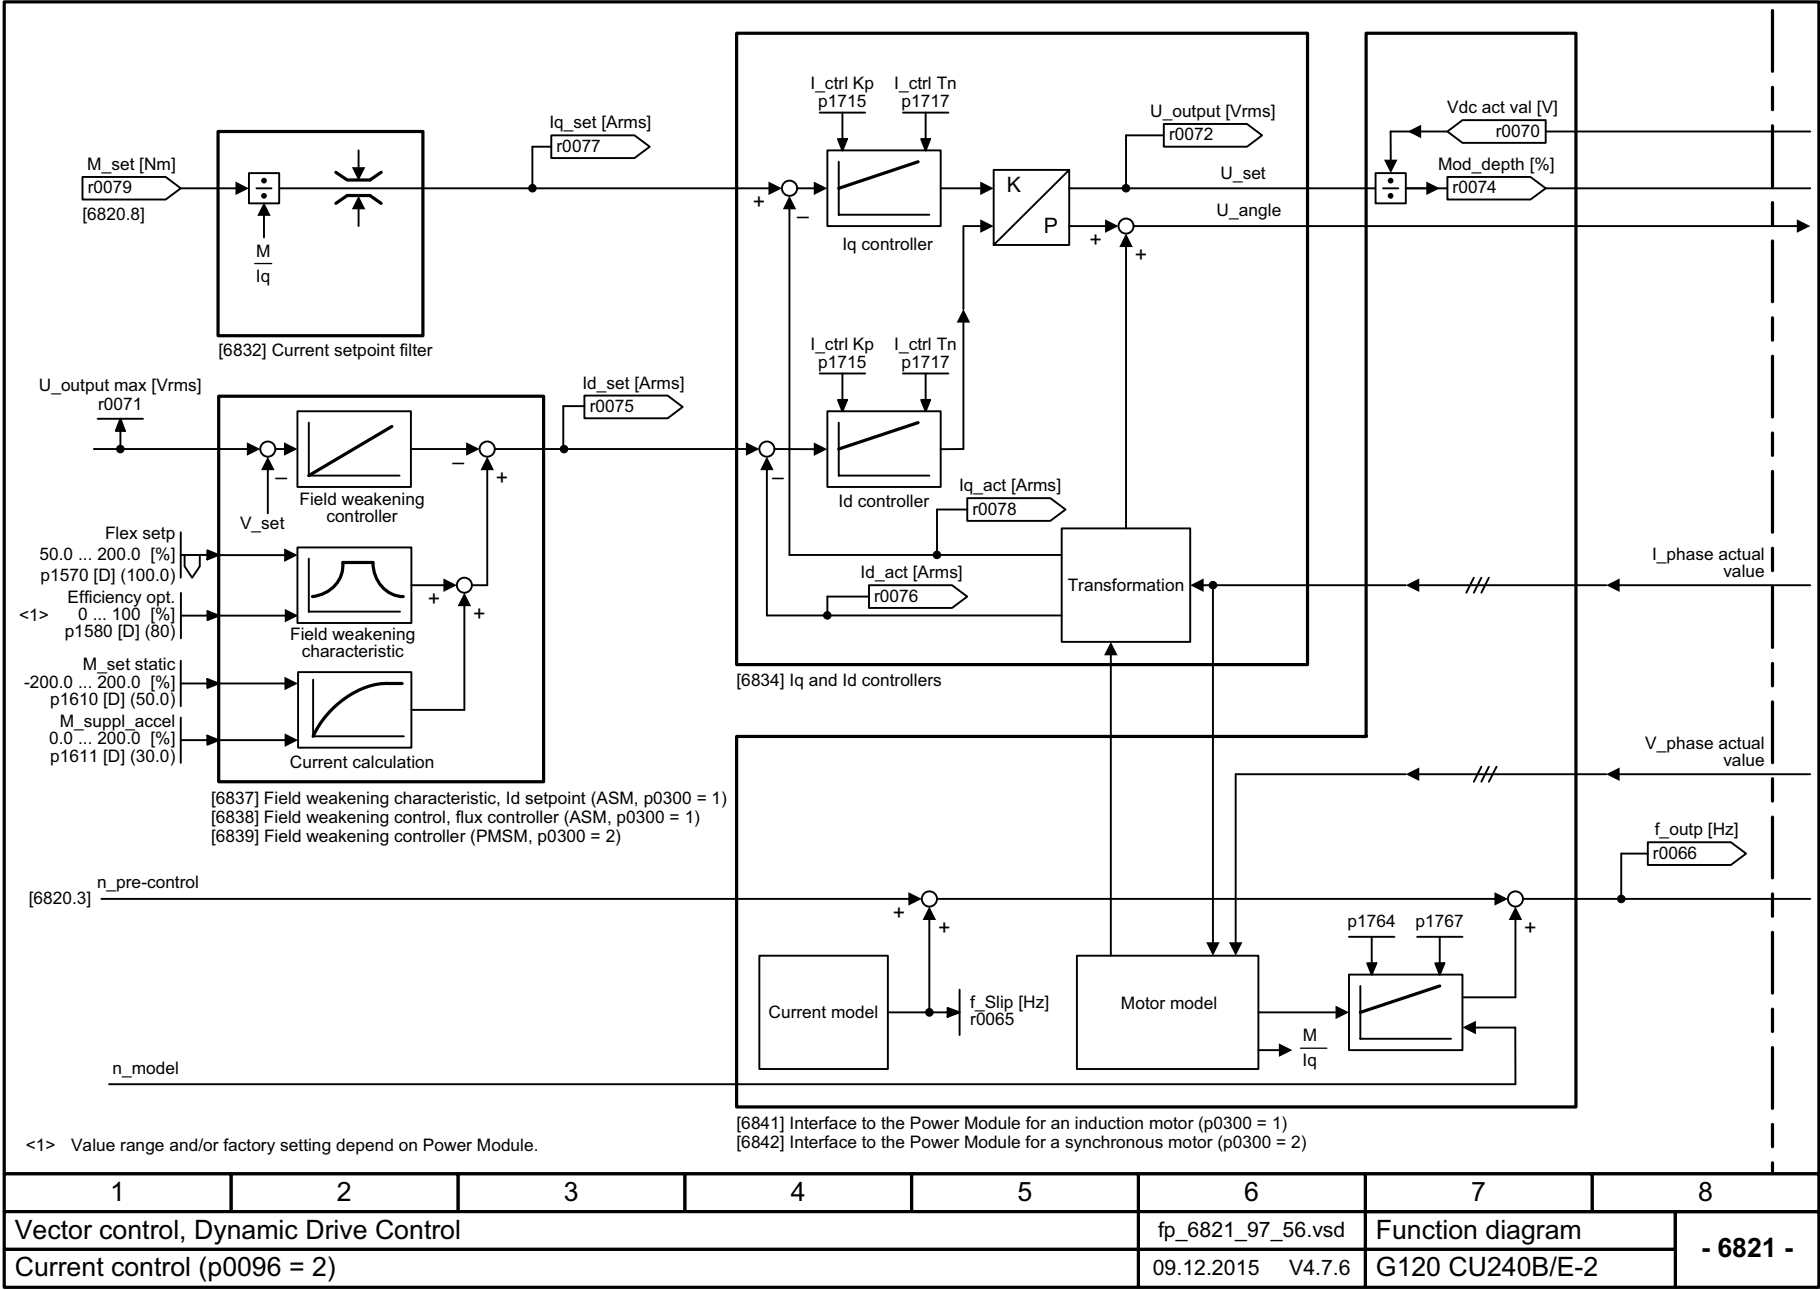 I_ctrl Kp
p1715
I_ctrl Tn
p1717
Iq_set [Arms]
r0077
U_output [Vrms]
r0072
Vdc act val [V]
r0070
M_set [Nm]
r0079
[6820.8]
÷
M
Iq
+
–
Iq controller
K
P
U_set
U_angle
+
+
÷
Mod_depth [%]
r0074
[6832] Current setpoint filter
I_ctrl Kp
p1715
I_ctrl Tn
p1717
U_output max [Vrms]
r0071
Id_set [Arms]
r0075
–
V_set
Field weakening
controller
–
+
–
Id controller
Iq_act [Arms]
r0078
Id_act [Arms]
r0076
Transformation
I_phase actual
value
Flex setp
50.0 ... 200.0 [%]
p1570 [D] (100.0)
Efficiency opt.
<1> 0 ... 100 [%]
p1580 [D] (80)
Field weakening
characteristic
+
+
M_set static
-200.0 ... 200.0 [%]
p1610 [D] (50.0)
M_suppl_accel
0.0 ... 200.0 [%]
p1611 [D] (30.0)
Current calculation
[6834] Iq and Id controllers
V_phase actual
value
[6837] Field weakening characteristic, Id setpoint (ASM, p0300 = 1)
[6838] Field weakening control, flux controller (ASM, p0300 = 1)
[6839] Field weakening controller (PMSM, p0300 = 2)
f_outp [Hz]
r0066
n_pre-control
[6820.3]
+
+
p1764
p1767
+
Current model
f_Slip [Hz]
r0065
Motor model
M
Iq
n_model
[6841] Interface to the Power Module for an induction motor (p0300 = 1)
[6842] Interface to the Power Module for a synchronous motor (p0300 = 2)
<1> Value range and/or factory setting depend on Power Module.
1 2 3 4 5 6 7 8
Vector control, Dynamic Drive Control
fp_6821_97_56.vsd
Function diagram
- 6821 -
Current control (p0096 = 2)
09.12.2015 V4.7.6
G120 CU240B/E-2